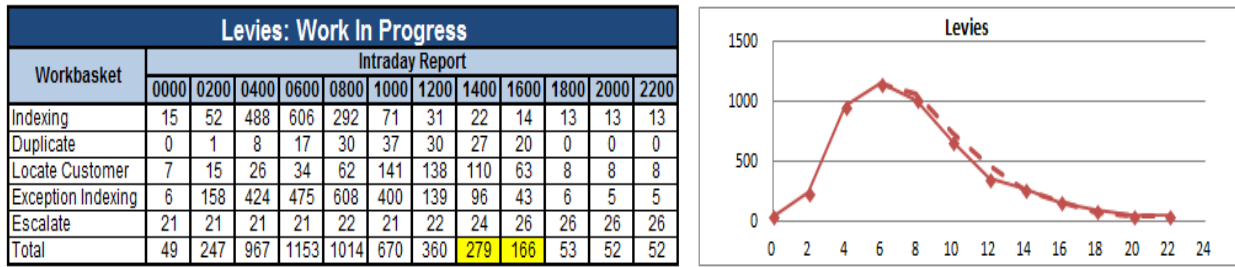 Levies: Work In Progress
Workbasket
Intraday Report
0000 0200 0400 0600 0800 1000 1200 1400 1600 1800 2000 2200
Indexing 15 52 488 606 292 71 31 22 14 13 13 13
Duplicate 0 1 8 17 30 37 30 27 20 0 0 0
Locate Customer 7 15 26 34 62 141 138 110 63 8 8 8
Exception Indexing 6 158 424 475 608 400 139 96 43 6 5 5
Escalate 21 21 21 21 22 21 22 24 26 26 26 26
Total 49 247 967 1153 1014 670 360 279 166 53 52 52
Levies
1500
1000
500
0
0 2 4 6 8 10 12 14 16 18 20 22 24